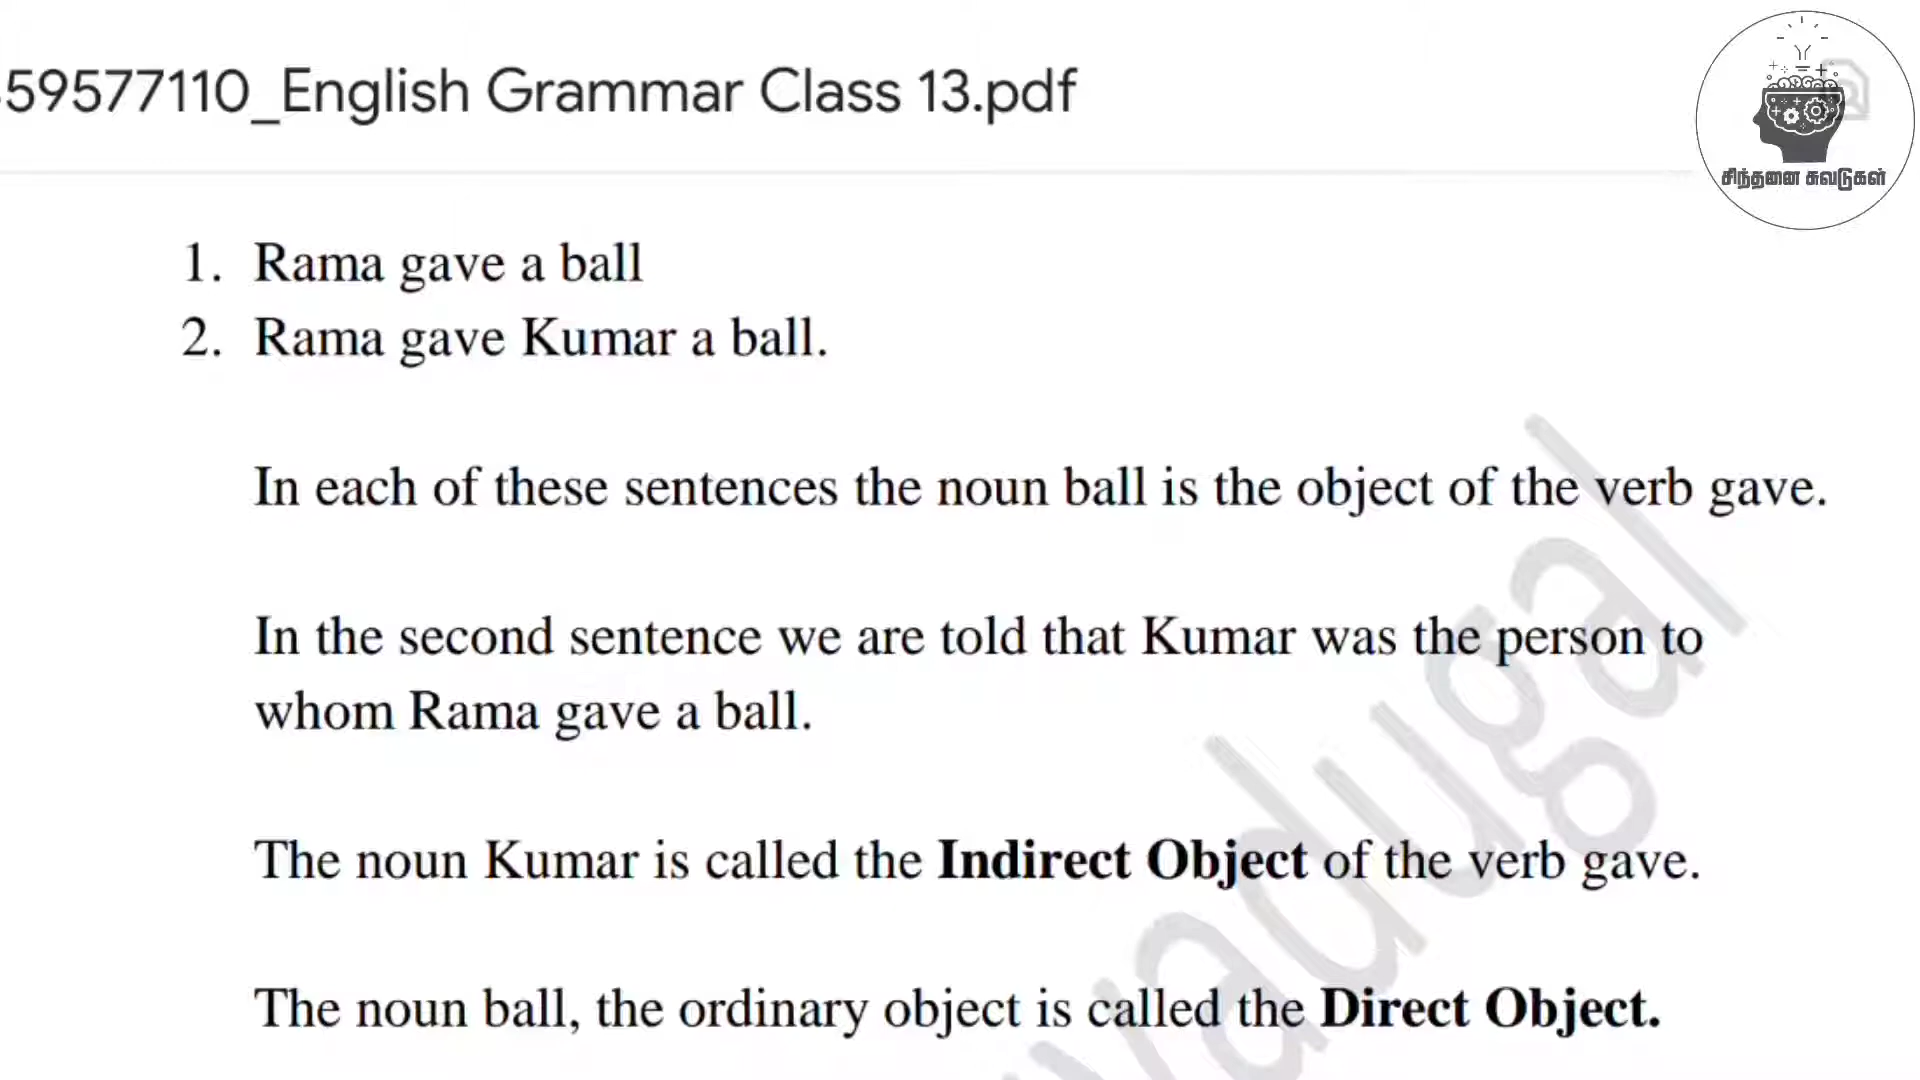 59577110_English Grammar Class 13.pdf
சிந்தனை சுவடுகள்
1. Rama gave a ball
2. Rama gave Kumar a ball.
In each of these sentences the noun ball is the object of the verb gave.
In the second sentence we are told that Kumar was the person to
whom Rama gave a ball.
The noun Kumar is called the Indirect Object of the verb gave.
The noun ball, the ordinary object is called the Direct Object.
vadugal